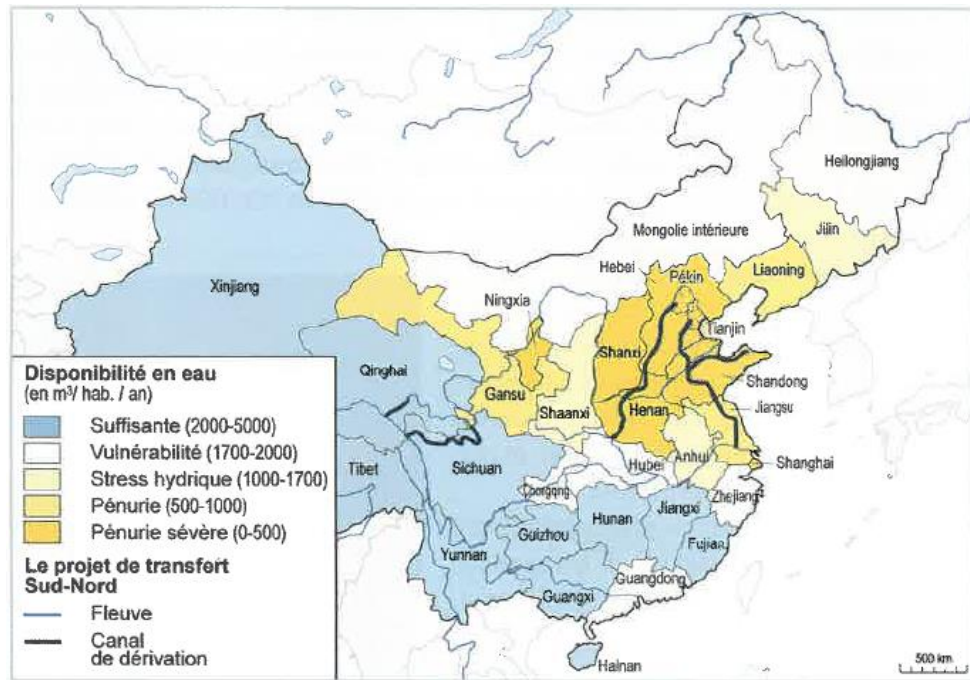 Heilongjiang
Mongolie intérieure
Jilin
Hebei
Pékin
Liaoning
Xinjiang
Ningxia
Tianjin
Shanxi
Qinghai
Gansu
Shandong
Shaanxi
Henan
Jiangsu
Tibet
Sichuan
Hubei
Anhui
Shanghai
Chongqing
Zhejiang
Hunan
Jiangxi
Guizhou
Fujian
Yunnan
Guangdong
Guangxi
Hainan
500 km
Disponibilité en eau
(en m³/ hab. / an)
Suffisante (2000-5000)
Vulnérabilité (1700-2000)
Stress hydrique (1000-1700)
Pénurie (500-1000)
Pénurie sévère (0-500)
Le projet de transfert
Sud-Nord
Fleuve
Canal
de dérivation